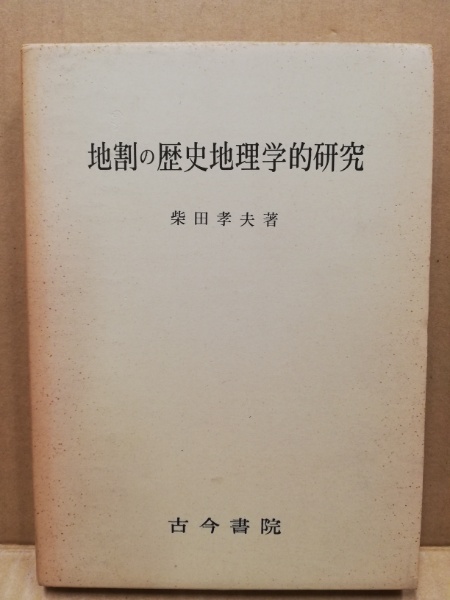 地割の歴史地理学的研究
柴田孝夫著
古今書院